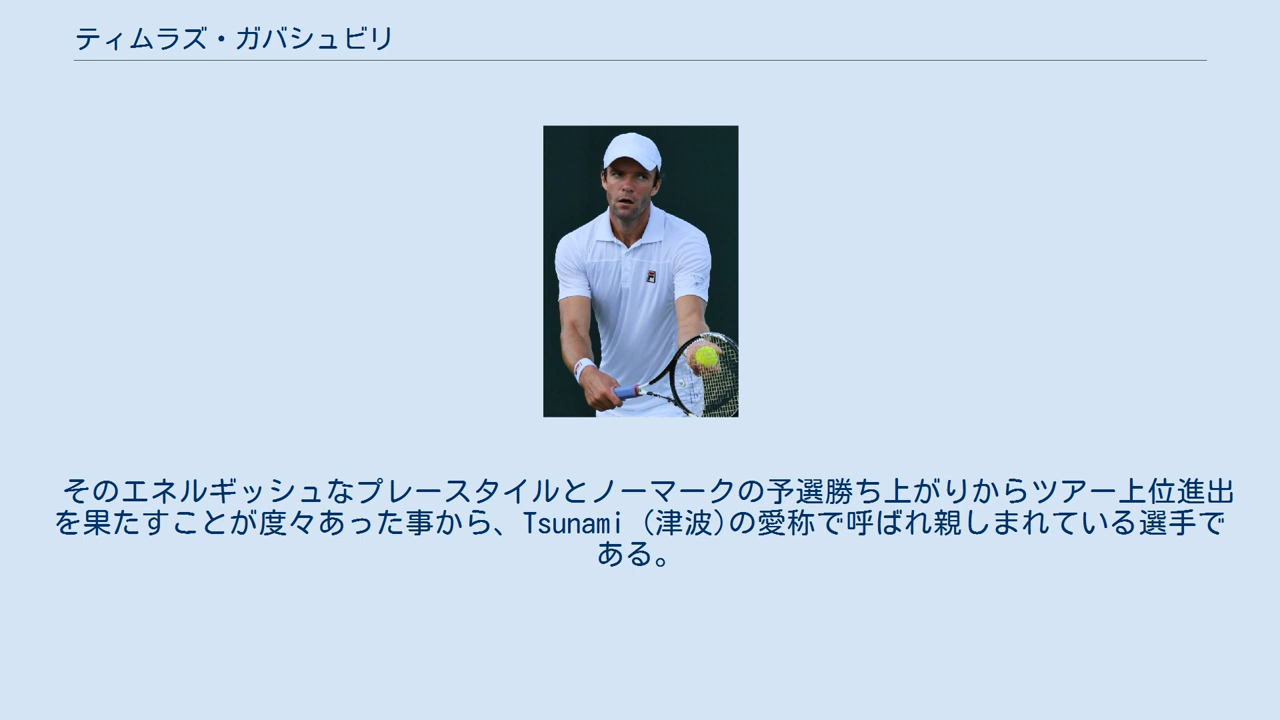 ティムラズ・ガバシュビリ
そのエネルギッシュなプレースタイルとノーマークの予選勝ち上がりからツアー上位進出
を果たすことが度々あった事から、Tsunami (津波)の愛称で呼ばれ親しまれている選手で
ある。